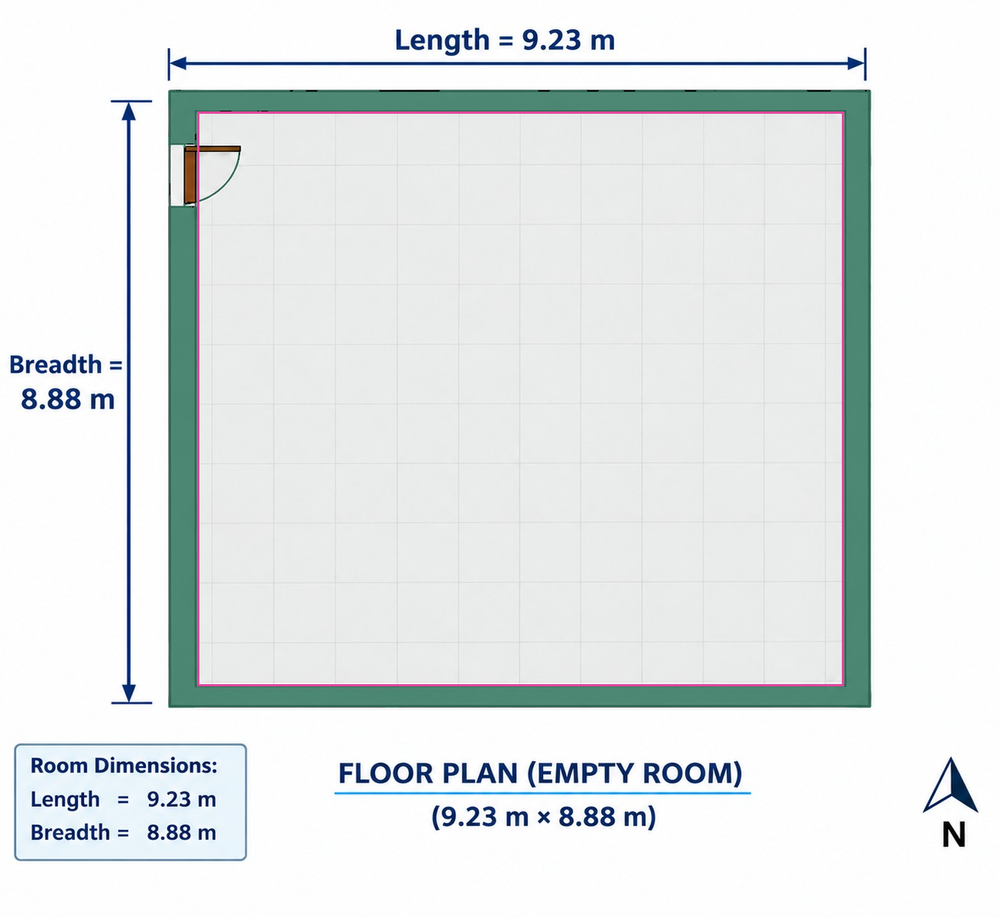 Length = 9.23 m
Breadth =
8.88 m
Room Dimensions:
Length = 9.23 m
Breadth = 8.88 m
FLOOR PLAN (EMPTY ROOM)
(9.23 m × 8.88 m)
N